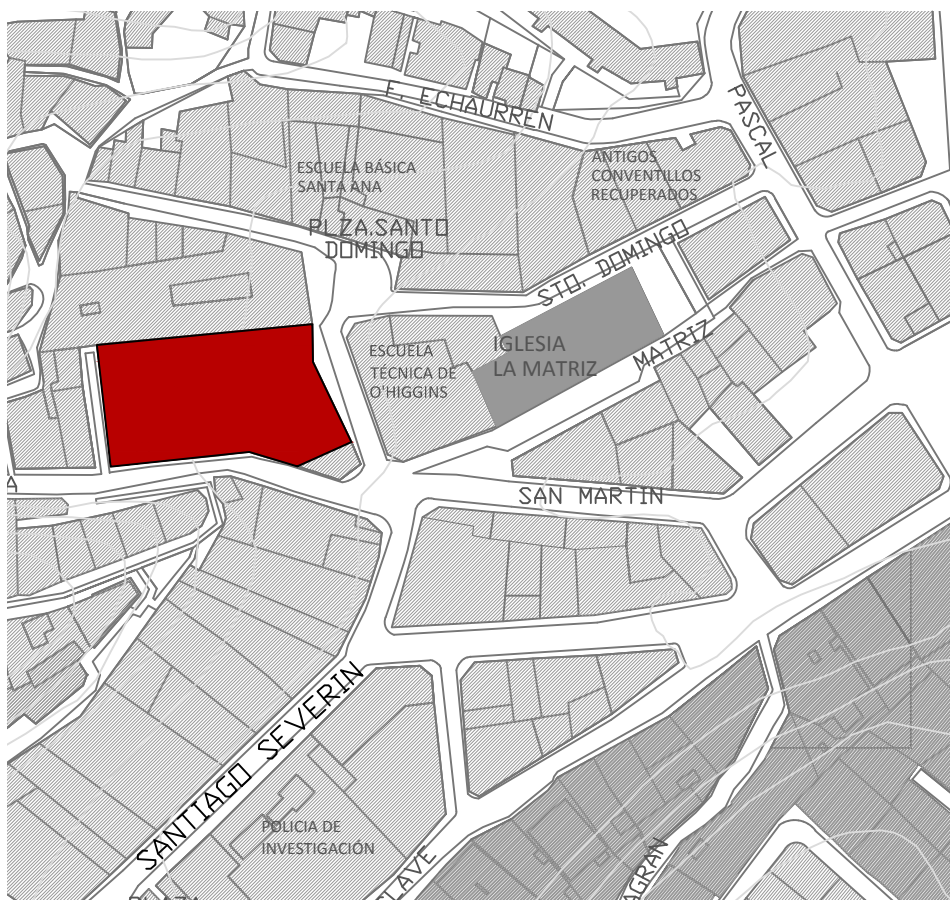 E. ECHAURREN
PASCAL
ESCUELA BÁSICA
SANTA ANA
ANTIGOS
CONVENTILLOS
RECUPERADOS
PLZA.SANTO
DOMINGO
STO. DOMINGO
IGLESIA
LA MATRIZ
MATRIZ
ESCUELA
TÉCNICA DE
O'HIGGINS
SAN MARTIN
SANTIAGO SEVERIN
POLICIA DE
INVESTIGACIÓN
CLAVE
AGRAN